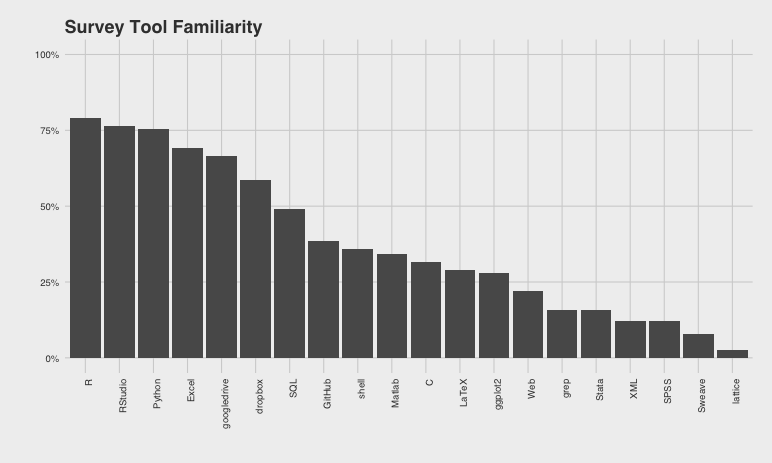 Survey Tool Familiarity
100%
75%
50%
25%
0%
R
RStudio
Python
Excel
googledrive
dropbox
SQL
GitHub
shell
Matlab
C
LaTeX
ggplot2
Web
grep
Stata
XML
SPSS
Sweave
lattice